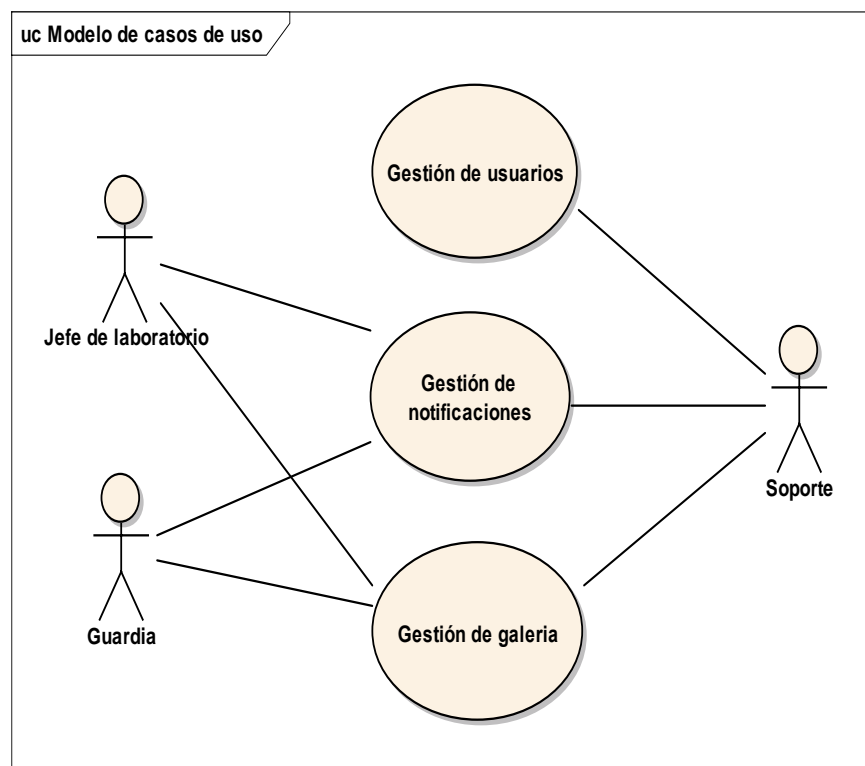 uc Modelo de casos de uso
Gestión de usuarios
Jefe de laboratorio
Gestión de
notificaciones
Soporte
Guardia
Gestión de galeria